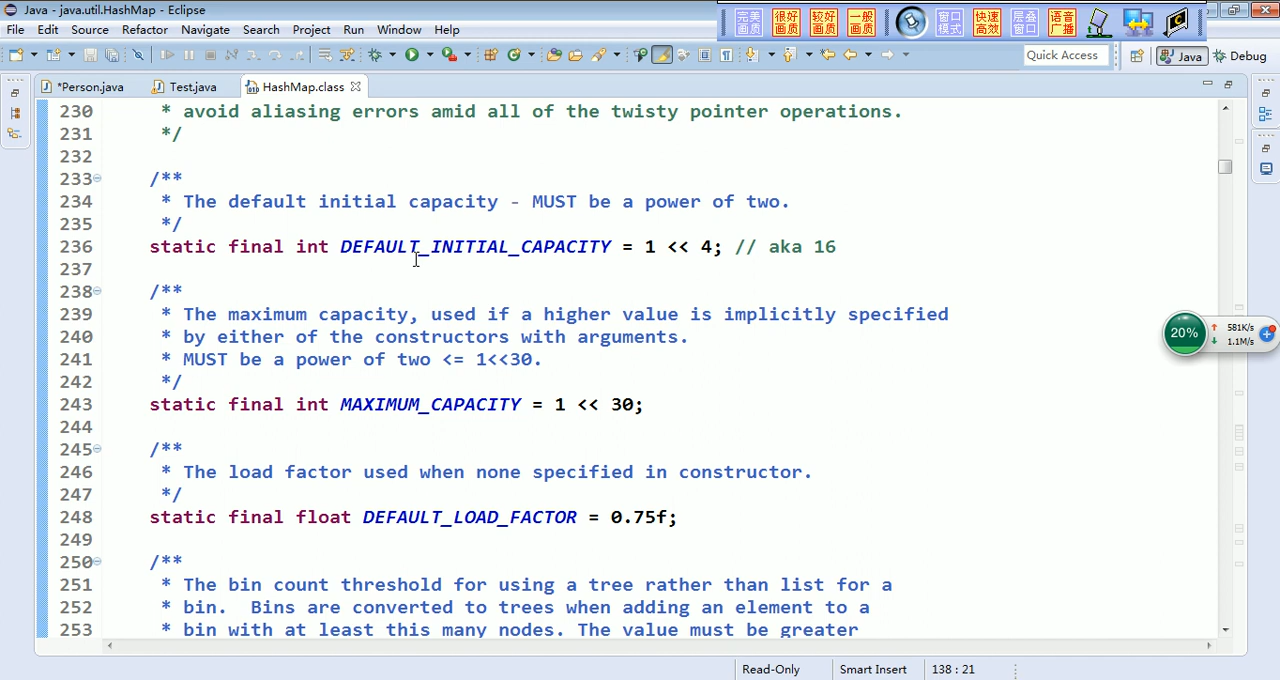 Java - java.util.HashMap - Eclipse
完美画质 很好画质 较好画质 一般画质 窗口模式 快速高效 层叠窗口 语音广播
File Edit Source Refactor Navigate Search Project Run Window Help
Quick Access Java Debug
*Person.java Test.java HashMap.class
230 * avoid aliasing errors amid all of the twisty pointer operations.
231 */
232
233 /**
234 * The default initial capacity - MUST be a power of two.
235 */
236 static final int DEFAULT_INITIAL_CAPACITY = 1 << 4; // aka 16
237
238 /**
239 * The maximum capacity, used if a higher value is implicitly specified
240 * by either of the constructors with arguments.
241 * MUST be a power of two <= 1<<30.
242 */
243 static final int MAXIMUM_CAPACITY = 1 << 30;
244
245 /**
246 * The load factor used when none specified in constructor.
247 */
248 static final float DEFAULT_LOAD_FACTOR = 0.75f;
249
250 /**
251 * The bin count threshold for using a tree rather than list for a
252 * bin.  Bins are converted to trees when adding an element to a
253 * bin with at least this many nodes. The value must be greater
20% 581K/s
1.1M/s
Read-Only Smart Insert 138 : 21